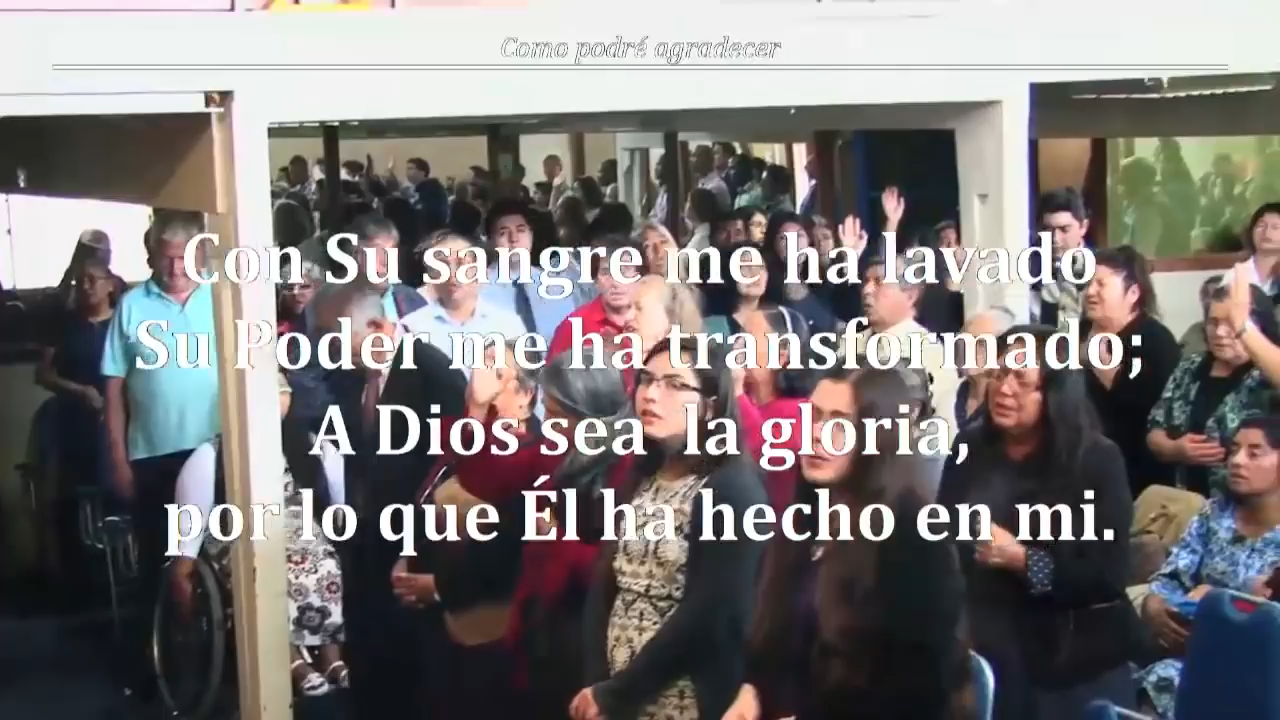 Como podré agradecer
Con Su sangre me ha lavado
Su Poder me ha transformado;
A Dios sea  la gloria,
por lo que Él ha hecho en mi.